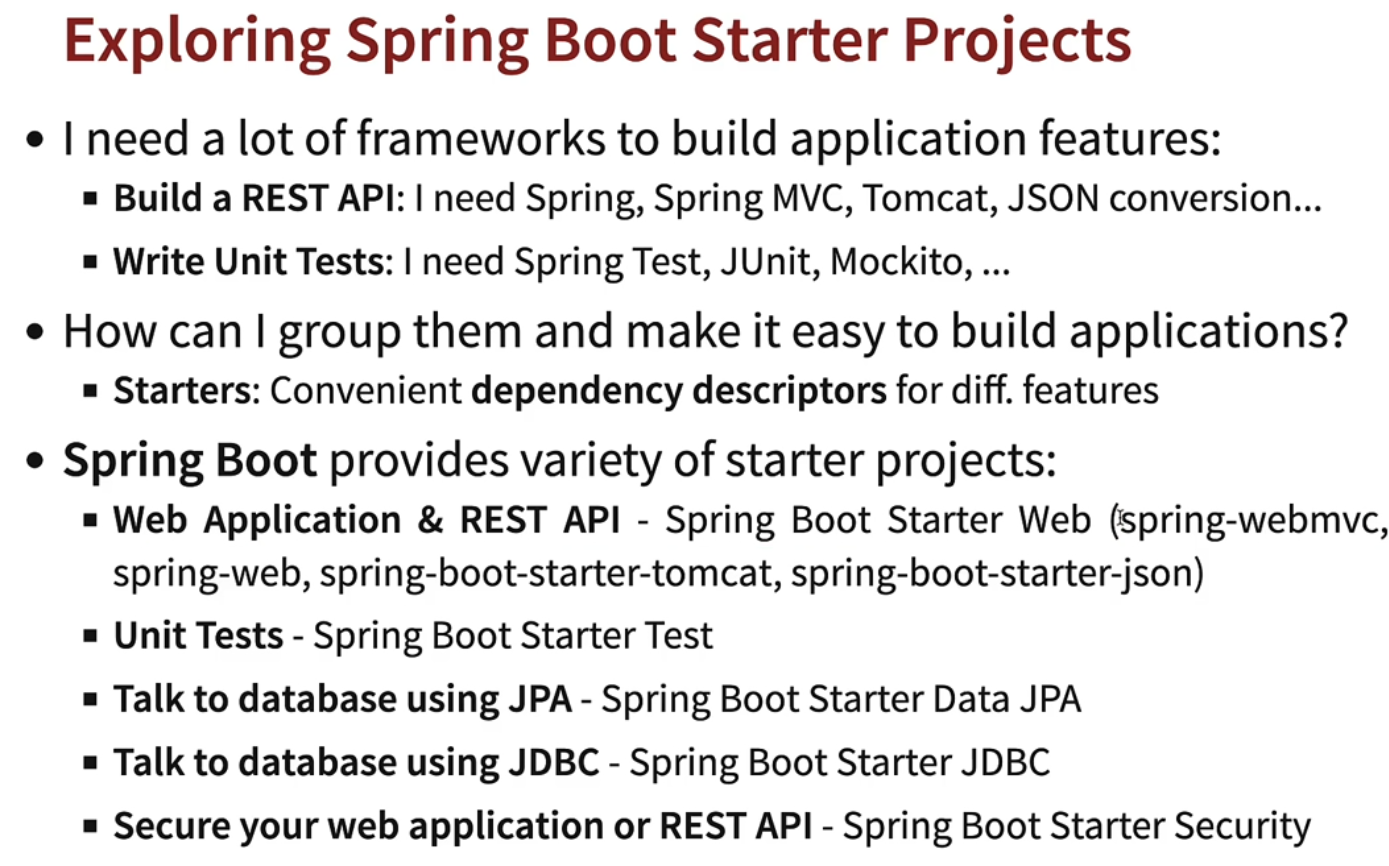 Exploring Spring Boot Starter Projects
• I need a lot of frameworks to build application features:
▪ Build a REST API: I need Spring, Spring MVC, Tomcat, JSON conversion...
▪ Write Unit Tests: I need Spring Test, JUnit, Mockito, ...
• How can I group them and make it easy to build applications?
▪ Starters: Convenient dependency descriptors for diff. features
• Spring Boot provides variety of starter projects:
▪ Web Application & REST API - Spring Boot Starter Web (spring-webmvc,
spring-web, spring-boot-starter-tomcat, spring-boot-starter-json)
▪ Unit Tests - Spring Boot Starter Test
▪ Talk to database using JPA - Spring Boot Starter Data JPA
▪ Talk to database using JDBC - Spring Boot Starter JDBC
▪ Secure your web application or REST API - Spring Boot Starter Security